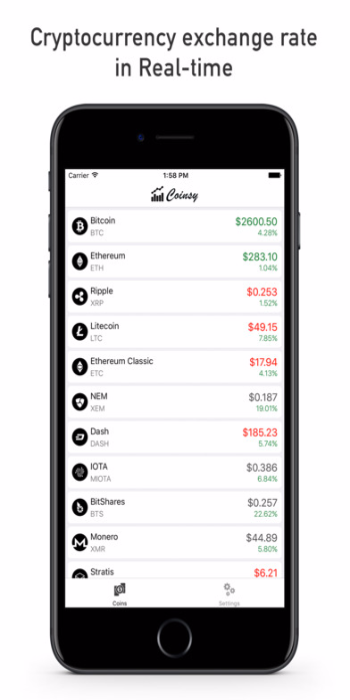 Cryptocurrency exchange rate
in Real-time
Carrier 1:58 PM
Coinsy
Bitcoin $2600.50
BTC 4.28%
Ethereum $283.10
ETH 1.04%
Ripple $0.253
XRP 1.52%
Litecoin $49.15
LTC 7.85%
Ethereum Classic $17.94
ETC 4.13%
NEM $0.187
XEM 19.01%
Dash $185.23
DASH 5.74%
IOTA $0.386
MIOTA 6.84%
BitShares $0.257
BTS 22.62%
Monero $44.89
XMR 5.80%
Stratis $6.21
Coins Settings